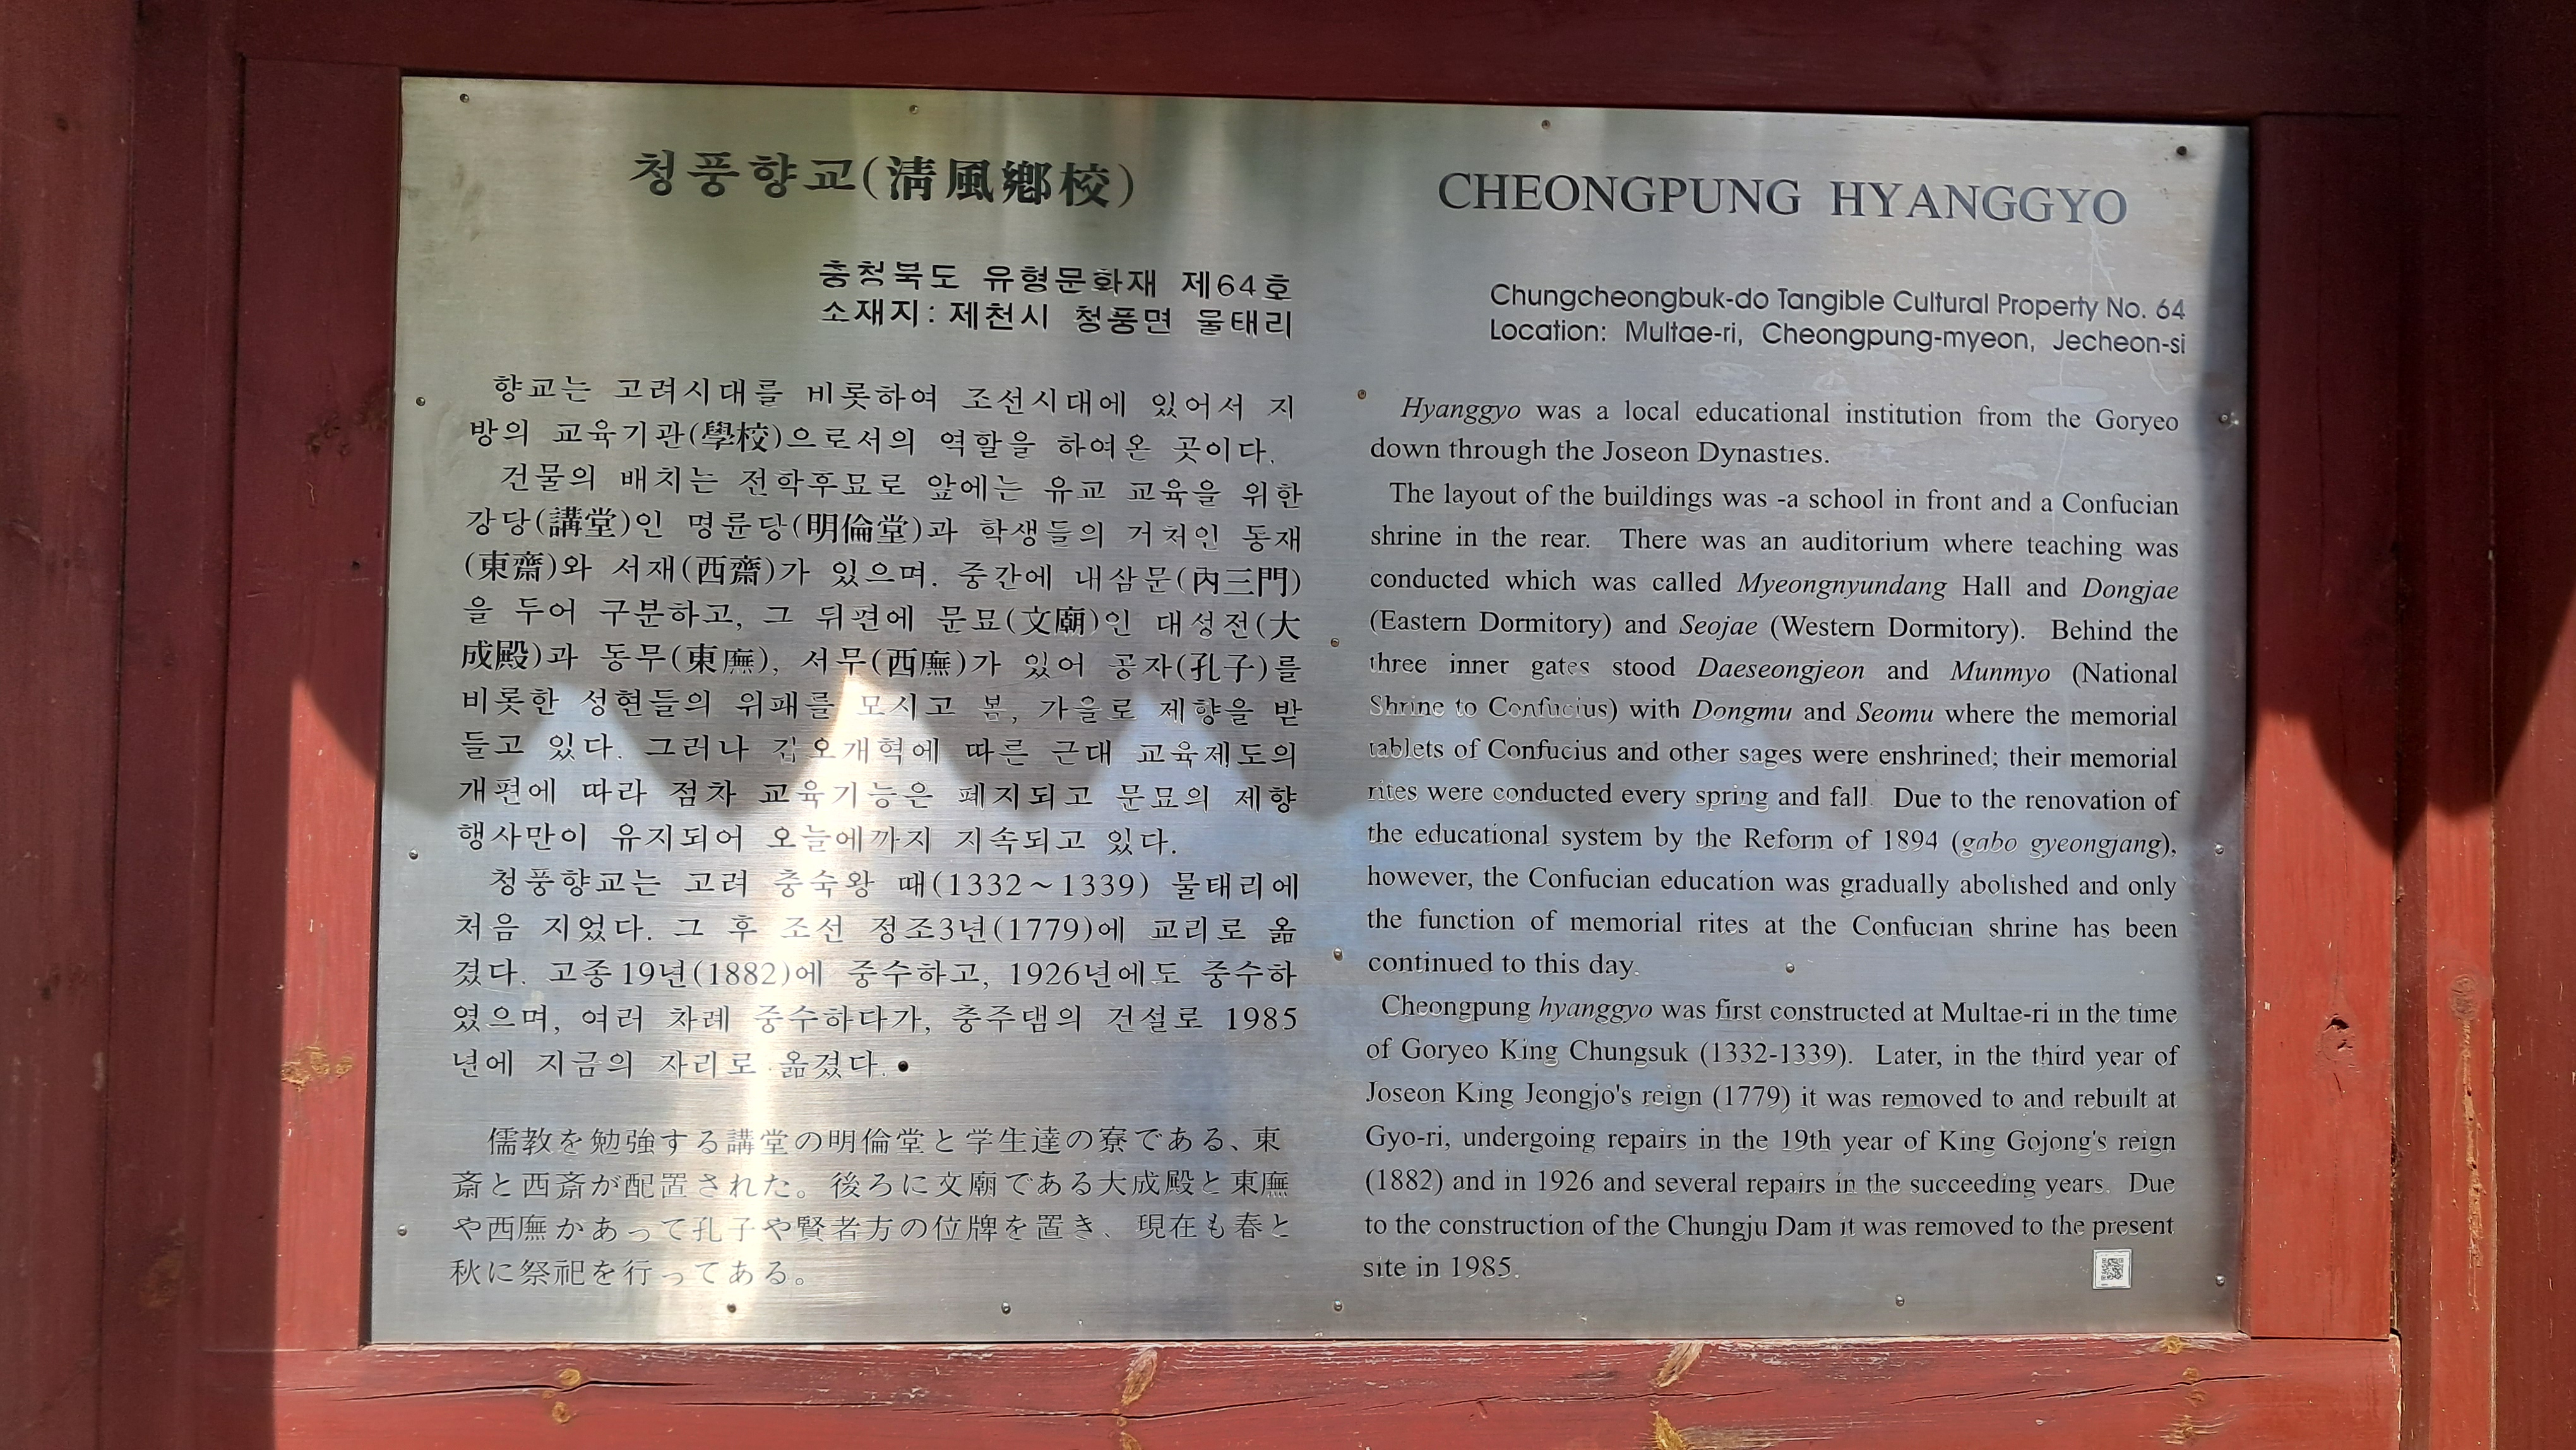 청풍향교(淸風鄕校)
충청북도 유형문화재 제64호
소재지: 제천시 청풍면 물태리
향교는 고려시대를 비롯하여 조선시대에 있어서 지
방의 교육기관(學校)으로서의 역할을 하여온 곳이다.
건물의 배치는 전학후묘로 앞에는 유교 교육을 위한
강당(講堂)인 명륜당(明倫堂)과 학생들의 거처인 동재
(東齋)와 서재(西齋)가 있으며. 중간에 내삼문(內三門)
을 두어 구분하고, 그 뒤편에 문묘(文廟)인 대성전(大
成殿)과 동무(東廡), 서무(西廡)가 있어 공자(孔子)를
비롯한 성현들의 위패를 모시고 봄, 가을로 제향을 받
들고 있다. 그러나 갑오개혁에 따른 근대 교육제도의
개편에 따라 점차 교육기능은 폐지되고 문묘의 제향
행사만이 유지되어 오늘에까지 지속되고 있다.
청풍향교는 고려 충숙왕 때(1332~1339) 물태리에
처음 지었다. 그 후 조선 정조3년(1779)에 교리로 옮
겼다. 고종19년(1882)에 중수하고, 1926년에도 중수하
였으며, 여러 차례 중수하다가, 충주댐의 건설로 1985
년에 지금의 자리로 옮겼다.
儒教を勉強する講堂の明倫堂と学生達の寮である、東
斎と西斎が配置された。後ろに文廟である大成殿と東廡
や西廡かあって孔子や賢者方の位牌を置き、現在も春と
秋に祭祀を行ってある。
CHEONGPUNG HYANGGYO
Chungcheongbuk-do Tangible Cultural Property No. 64
Location: Multae-ri, Cheongpung-myeon, Jecheon-si
Hyanggyo was a local educational institution from the Goryeo
down through the Joseon Dynasties.
The layout of the buildings was -a school in front and a Confucian
shrine in the rear. There was an auditorium where teaching was
conducted which was called Myeongnyundang Hall and Dongjae
(Eastern Dormitory) and Seojae (Western Dormitory). Behind the
three inner gates stood Daeseongjeon and Munmyo (National
Shrine to Confucius) with Dongmu and Seomu where the memorial
tablets of Confucius and other sages were enshrined; their memorial
rites were conducted every spring and fall. Due to the renovation of
the educational system by the Reform of 1894 (gabo gyeongjang),
however, the Confucian education was gradually abolished and only
the function of memorial rites at the Confucian shrine has been
continued to this day.
Cheongpung hyanggyo was first constructed at Multae-ri in the time
of Goryeo King Chungsuk (1332-1339). Later, in the third year of
Joseon King Jeongjo's reign (1779) it was removed to and rebuilt at
Gyo-ri, undergoing repairs in the 19th year of King Gojong's reign
(1882) and in 1926 and several repairs in the succeeding years. Due
to the construction of the Chungju Dam it was removed to the present
site in 1985.